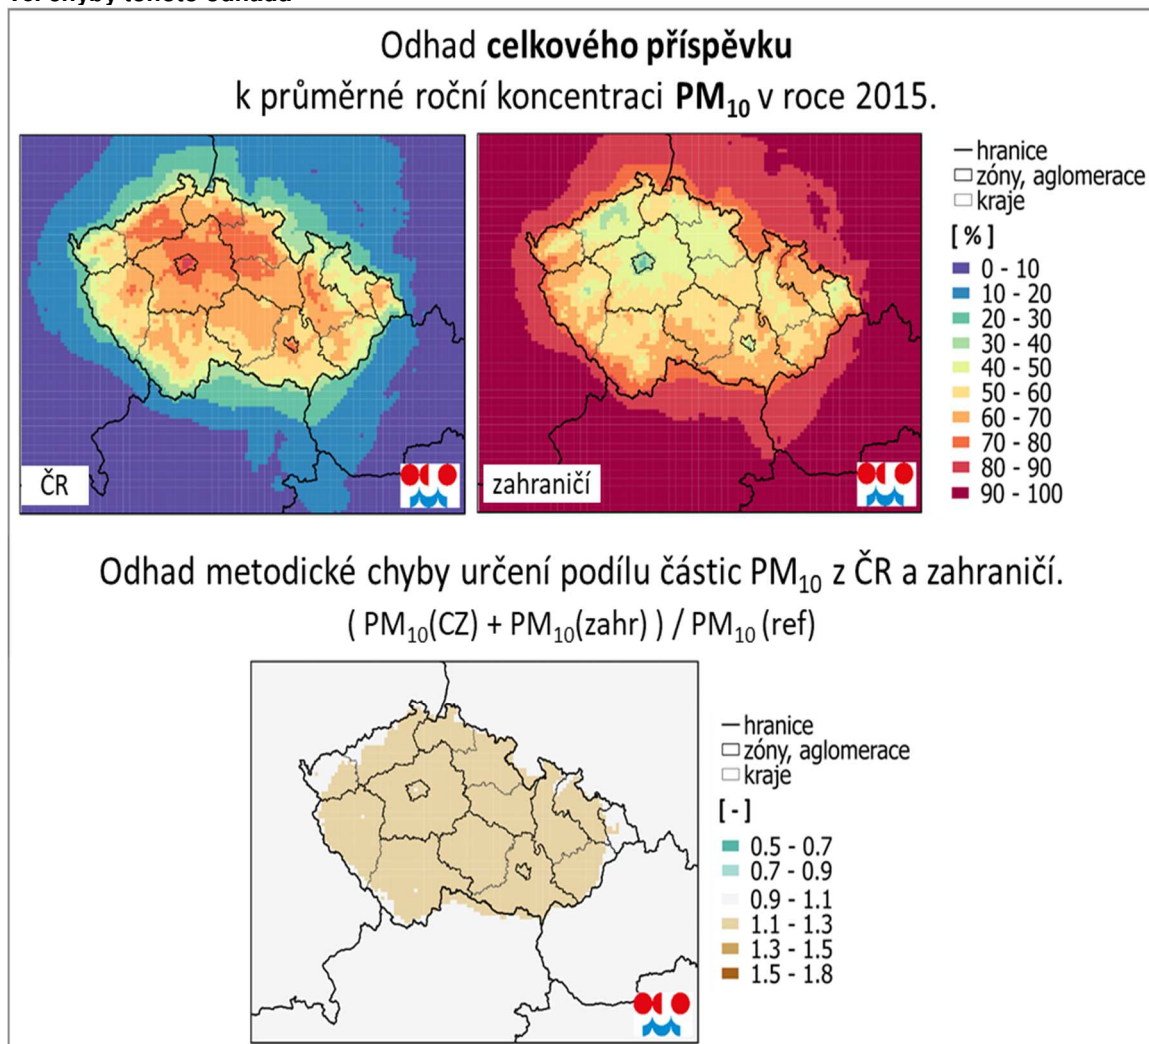 vč. chyby tohoto odhadu
Odhad celkového příspěvku
k průměrné roční koncentraci PM10 v roce 2015.
ČR
zahraničí
hranice
zóny, aglomerace
kraje
[ % ]
0 - 10
10 - 20
20 - 30
30 - 40
40 - 50
50 - 60
60 - 70
70 - 80
80 - 90
90 - 100
Odhad metodické chyby určení podílu částic PM10 z ČR a zahraničí.
( PM10(CZ) + PM10(zahr) ) / PM10 (ref)
hranice
zóny, aglomerace
kraje
[ - ]
0.5 - 0.7
0.7 - 0.9
0.9 - 1.1
1.1 - 1.3
1.3 - 1.5
1.5 - 1.8